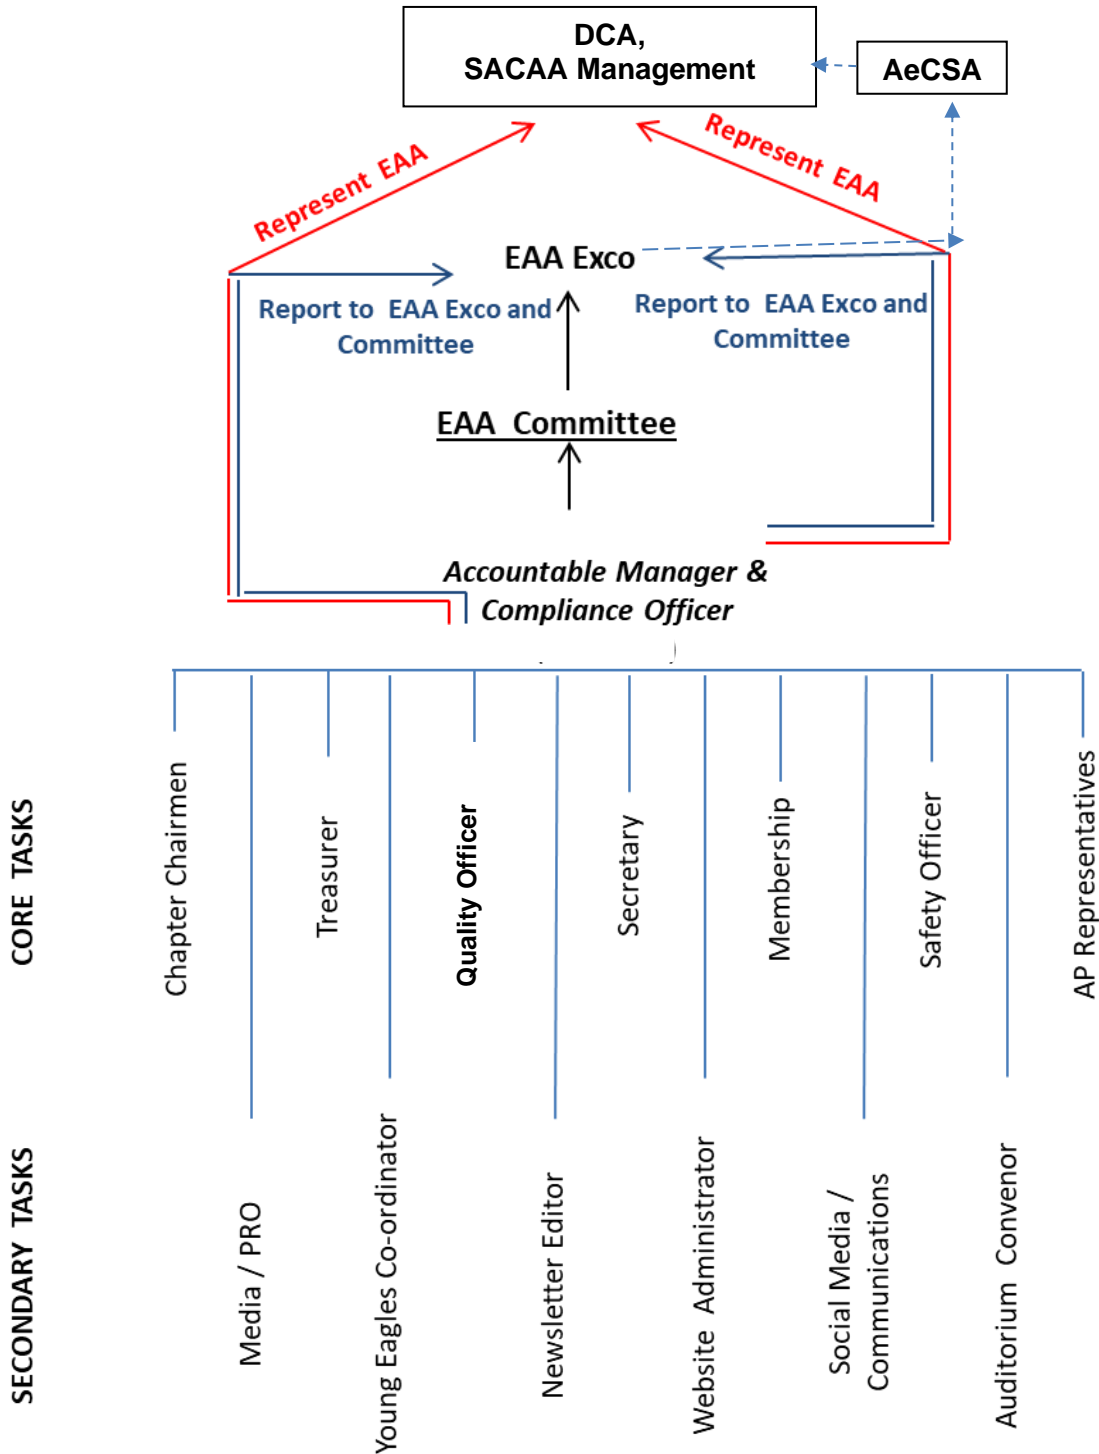 DCA,
SACAA Management
AeCSA
Represent EAA
Represent EAA
EAA Exco
Report to EAA Exco and
Committee
Report to EAA Exco and
Committee
EAA Committee
Accountable Manager &
Compliance Officer
)
CORE TASKS
Chapter Chairmen
Treasurer
Quality Officer
Secretary
Membership
Safety Officer
AP Representatives
SECONDARY TASKS
Media / PRO
Young Eagles Co-ordinator
Newsletter Editor
Website Administrator
Social Media /
Communications
Auditorium Convenor